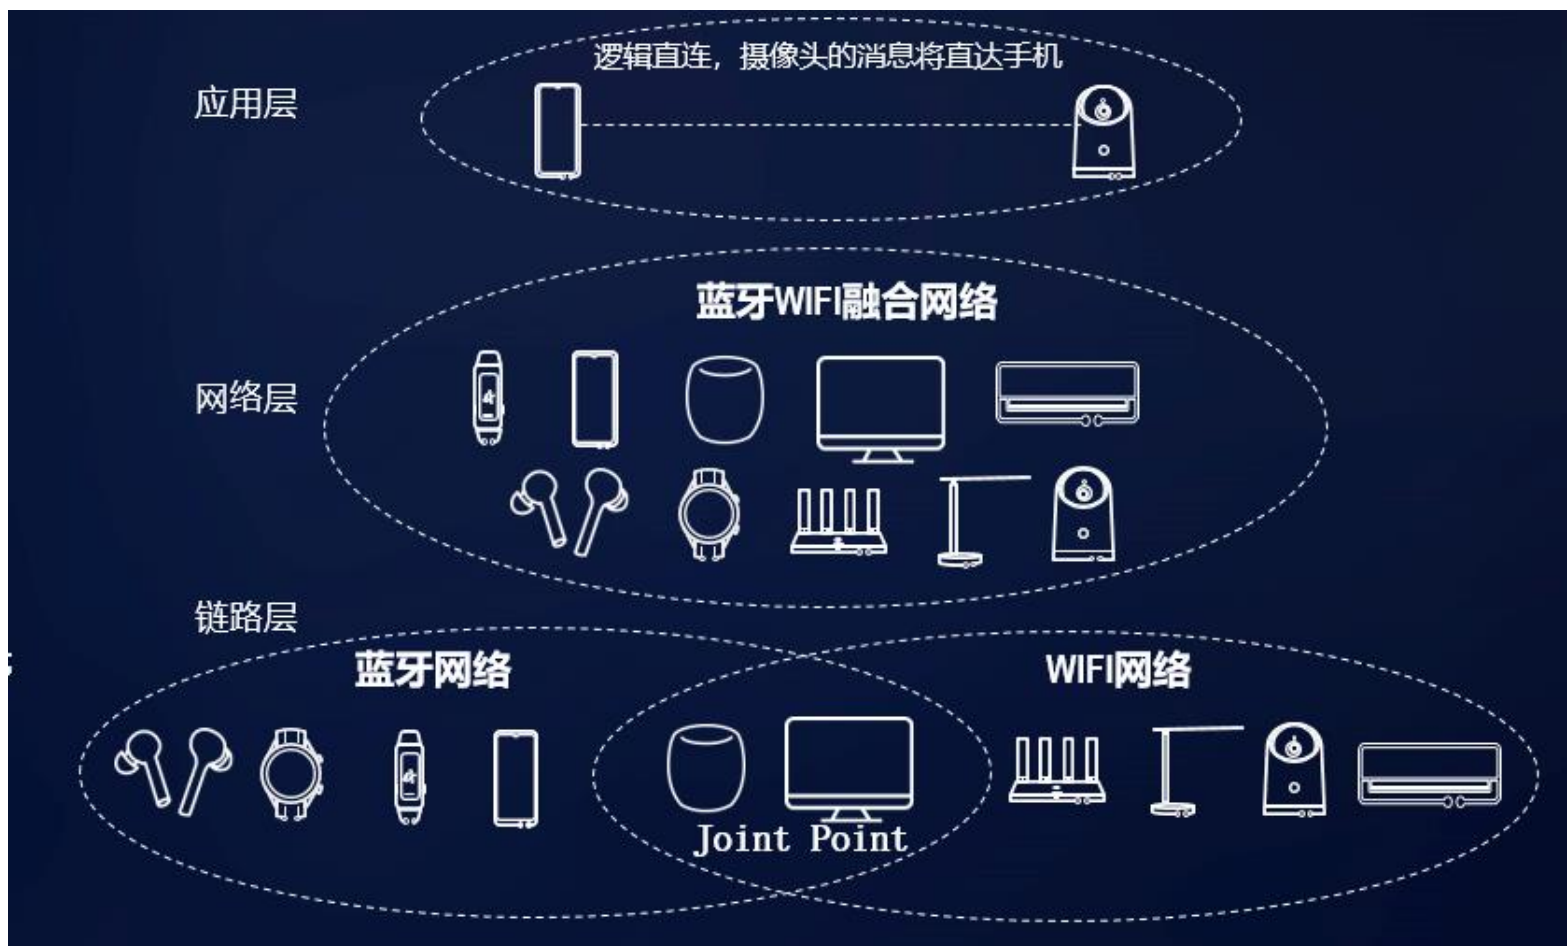 逻辑直连，摄像头的消息将直达手机
应用层
蓝牙WIFI融合网络
网络层
链路层
蓝牙网络
WIFI网络
Joint Point